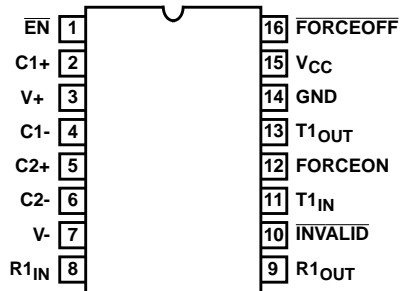 EN 1 16 FORCEOFF
C1+ 2 15 VCC
V+ 3 14 GND
C1- 4 13 T1OUT
C2+ 5 12 FORCEON
C2- 6 11 T1IN
V- 7 10 INVALID
R1IN 8 9 R1OUT